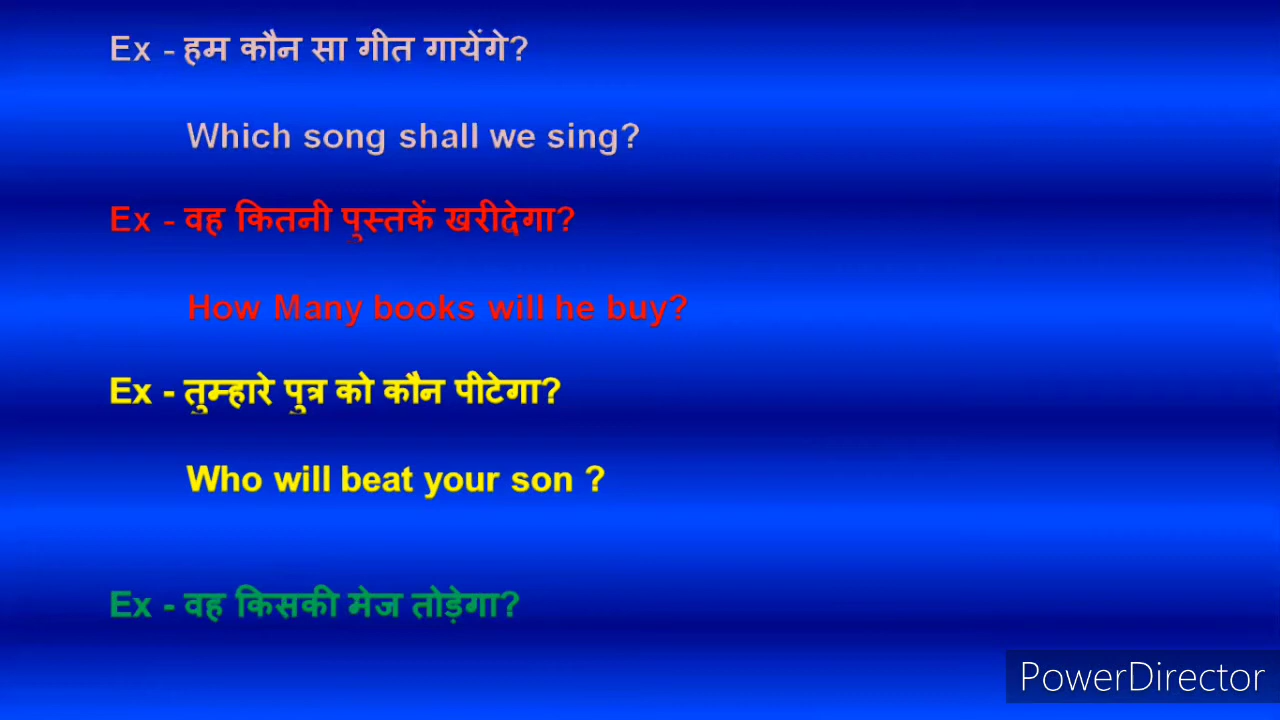 Ex - हम कौन सा गीत गायेंगे?
Which song shall we sing?
Ex - वह कितनी पुस्तकें खरीदेगा?
How Many books will he buy?
Ex - तुम्हारे पुत्र को कौन पीटेगा?
Who will beat your son ?
Ex - वह किसकी मेज तोड़ेगा?
PowerDirector